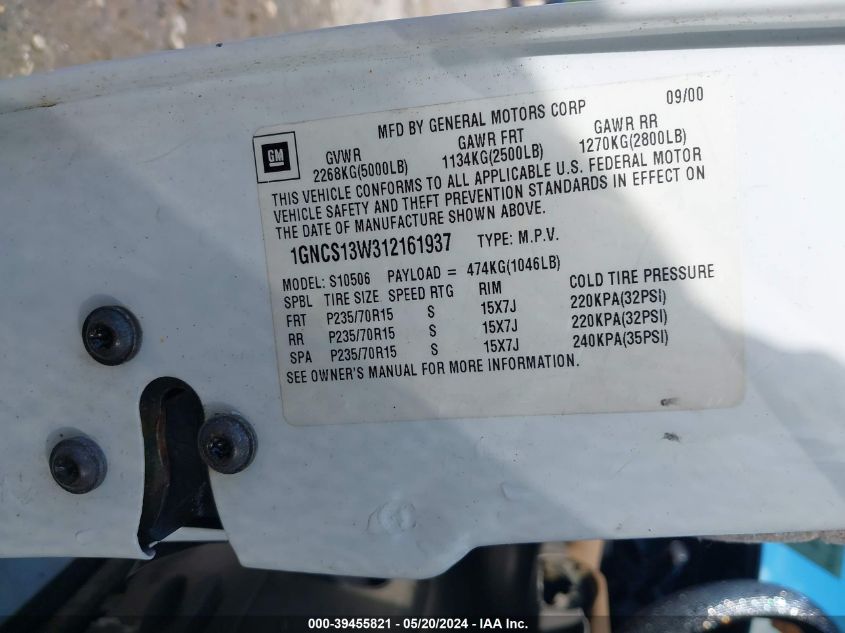 MFD BY GENERAL MOTORS CORP 09/00
GM
GVWR GAWR FRT GAWR RR
2268KG(5000LB) 1134KG(2500LB) 1270KG(2800LB)
THIS VEHICLE CONFORMS TO ALL APPLICABLE U.S. FEDERAL MOTOR
VEHICLE SAFETY AND THEFT PREVENTION STANDARDS IN EFFECT ON
THE DATE OF MANUFACTURE SHOWN ABOVE.
1GNCS13W312161937 TYPE: M.P.V.
MODEL: S10506 PAYLOAD = 474KG(1046LB)
SPBL TIRE SIZE SPEED RTG RIM COLD TIRE PRESSURE
FRT P235/70R15 S 15X7J 220KPA(32PSI)
RR P235/70R15 S 15X7J 220KPA(32PSI)
SPA P235/70R15 S 15X7J 240KPA(35PSI)
SEE OWNER'S MANUAL FOR MORE INFORMATION.
000-39455821 - 05/20/2024 - IAA Inc.